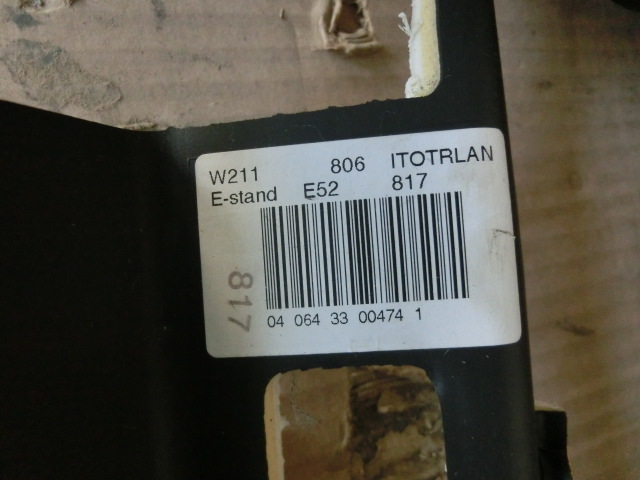 W211 806 ITOTRLAN
E-stand E52 817
817
04 064 33 00474 1